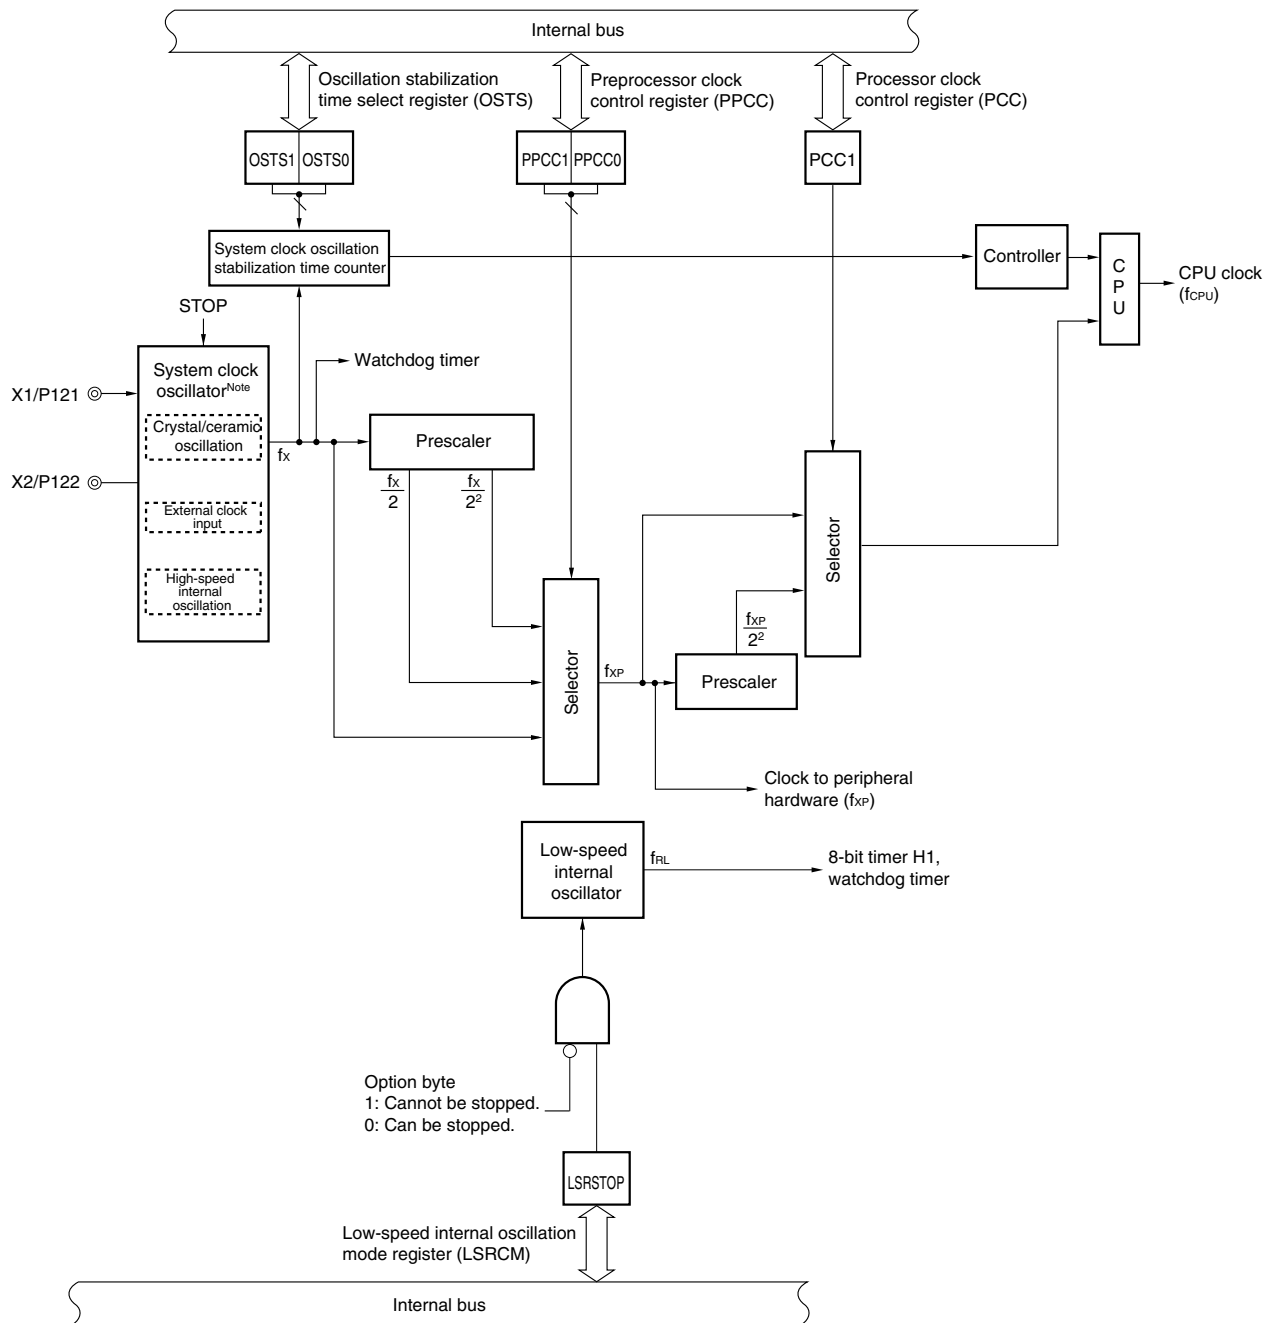 Internal bus
Oscillation stabilization
time select register (OSTS)
Preprocessor clock
control register (PPCC)
Processor clock
control register (PCC)
OSTS1 OSTS0
PPCC1 PPCC0
PCC1
System clock oscillation
stabilization time counter
Controller
C
P
U
CPU clock
(fCPU)
STOP
System clock
oscillatorNote
Watchdog timer
X1/P121
Crystal/ceramic
oscillation
fX
Prescaler
X2/P122
fX
2
fX
2²
External clock
input
High-speed
internal
oscillation
Selector
Selector
fXP
fXP
2²
Prescaler
Clock to peripheral
hardware (fXP)
Low-speed
internal
oscillator
fRL
8-bit timer H1,
watchdog timer
Option byte
1: Cannot be stopped.
0: Can be stopped.
LSRSTOP
Low-speed internal oscillation
mode register (LSRCM)
Internal bus